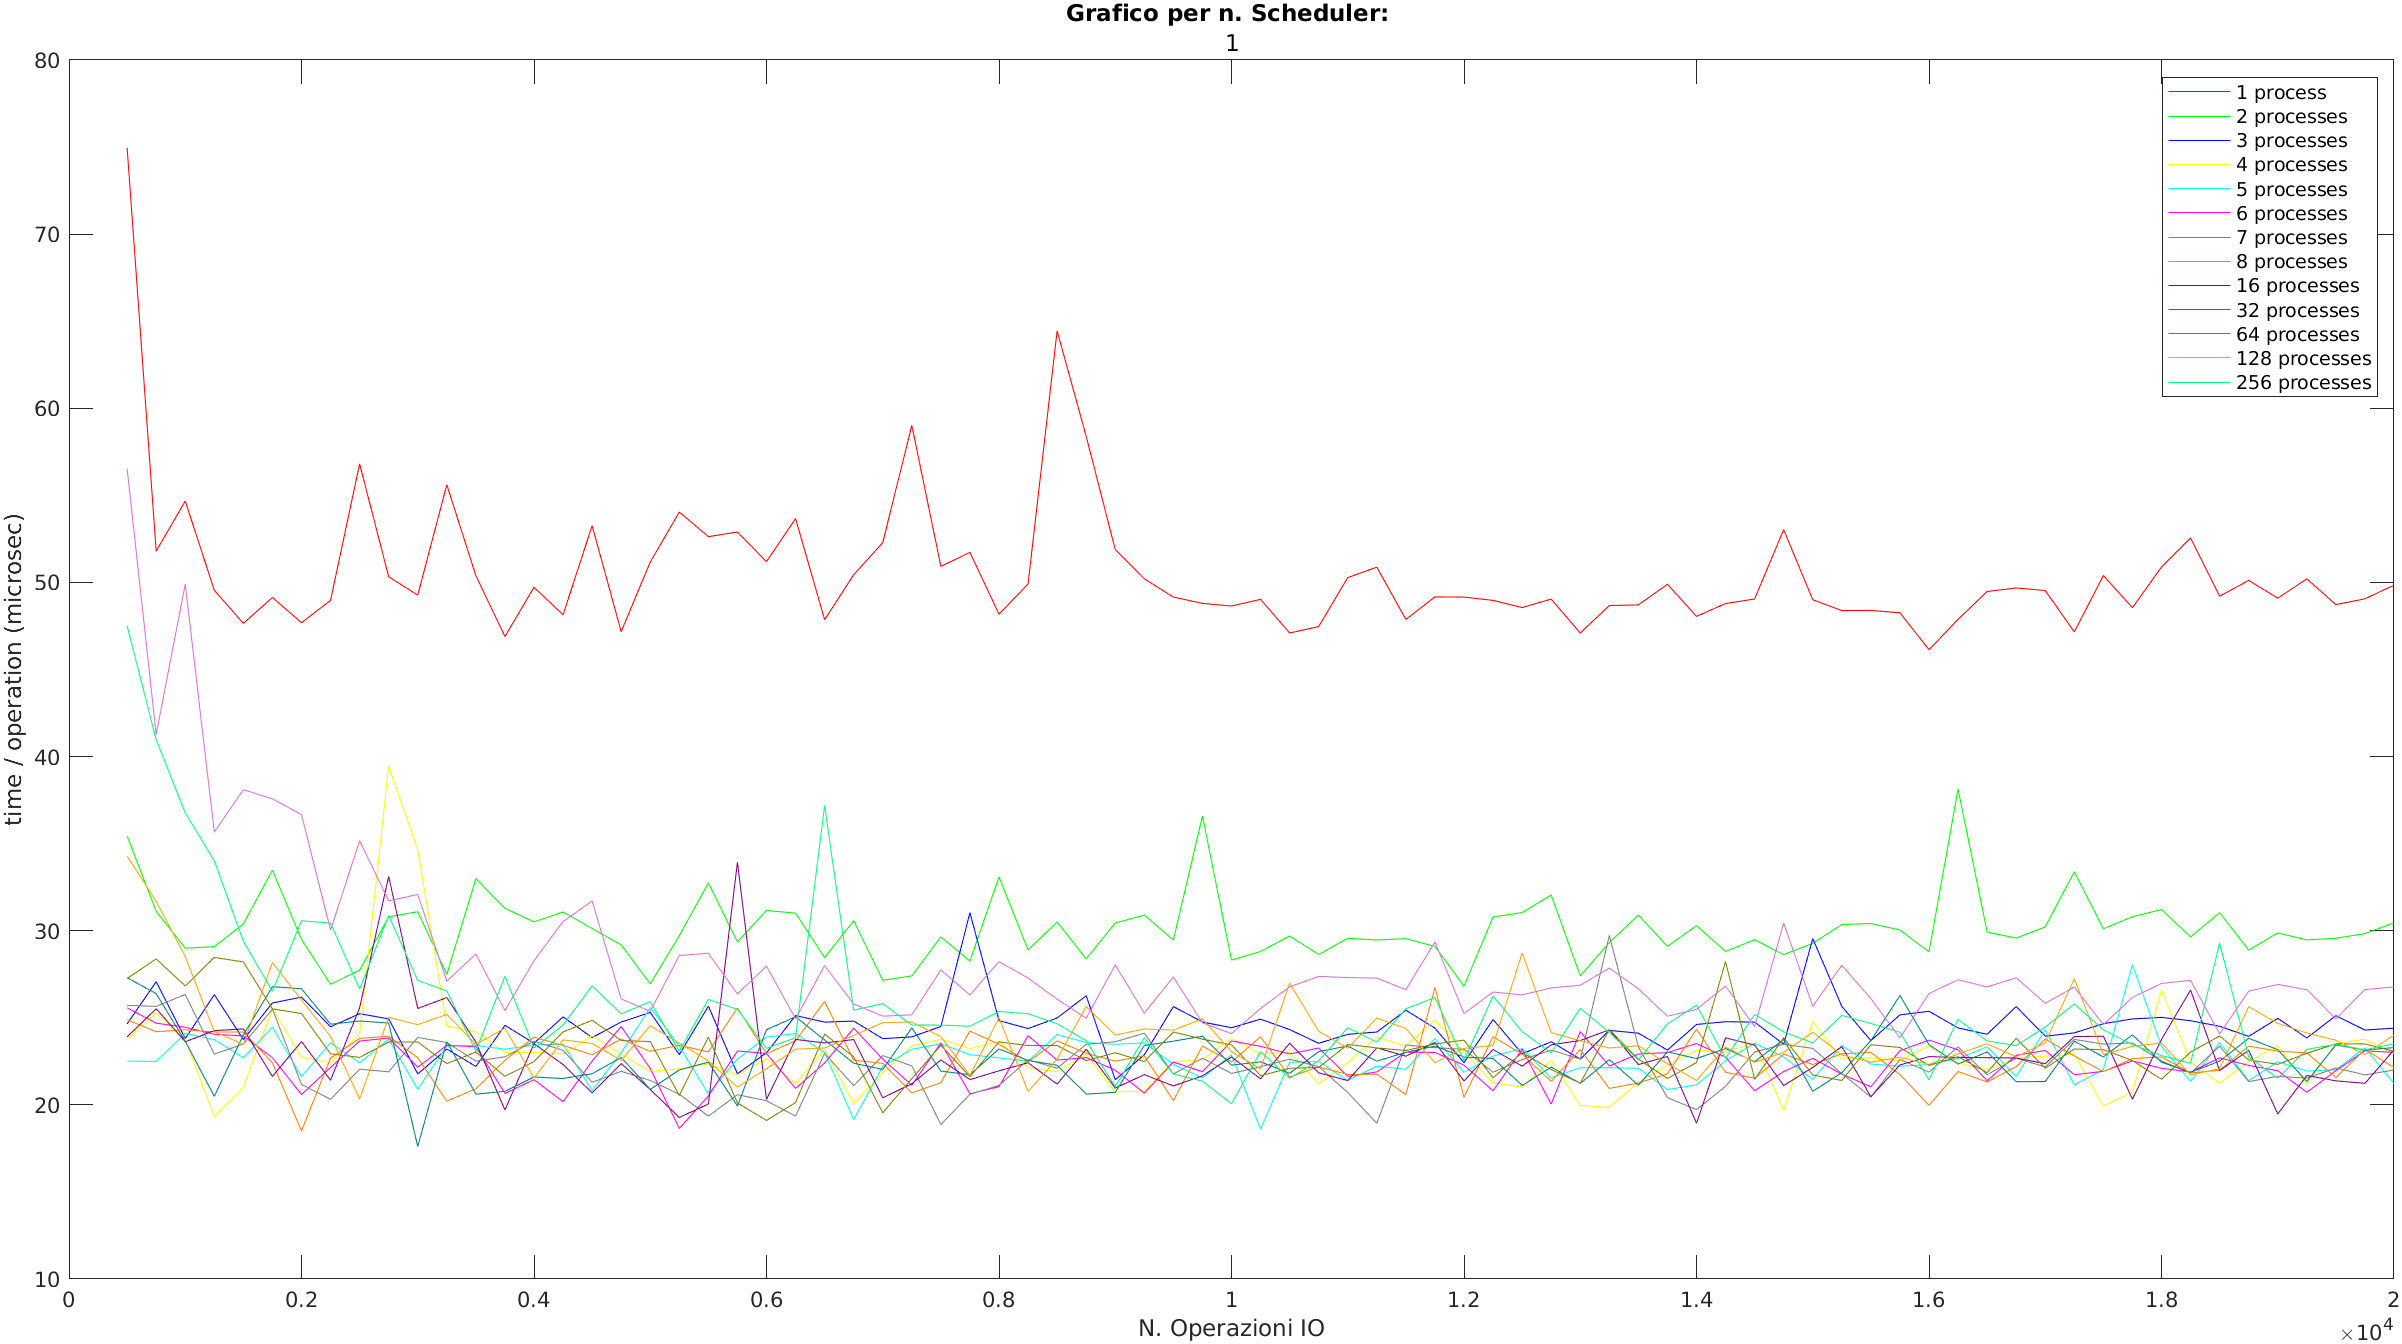 Grafico per n. Scheduler:
1
80
70
60
50
40
30
20
10
time / operation (microsec)
1 process
2 processes
3 processes
4 processes
5 processes
6 processes
7 processes
8 processes
16 processes
32 processes
64 processes
128 processes
256 processes
0 0.2 0.4 0.6 0.8 1 1.2 1.4 1.6 1.8 2
×10^4
N. Operazioni IO